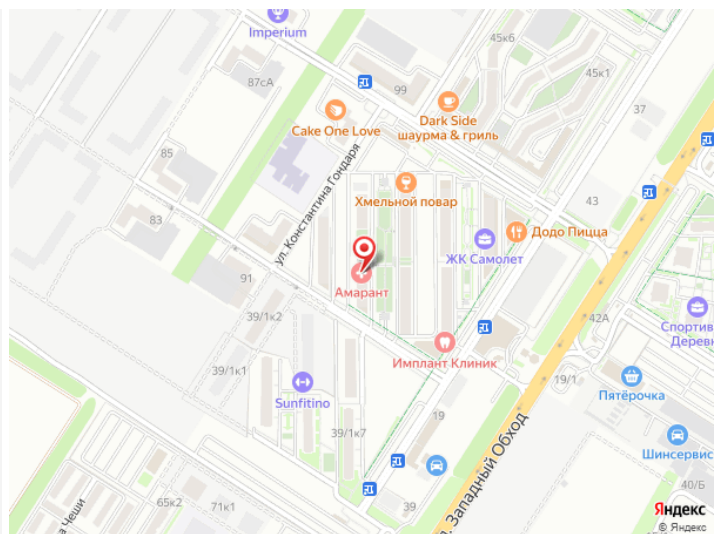 Imperium
45к6
45к1
87сА
99
37
Dark Side
шаурма & гриль
Cake One Love
85
ул. Константина Гондаря
Хмельной повар
43
83
Додо Пицца
ЖК Самолет
91
Амарант
39/1к2
42А
Спортив
Деревн
Имплант Клиник
39/1к1
19/1
Пятёрочка
Sunfitino
19
39/1к7
Шинсервис
. Западный Обход
40/Б
65к2
71к1
39
а Чеши
Яндекс
© Яндекс